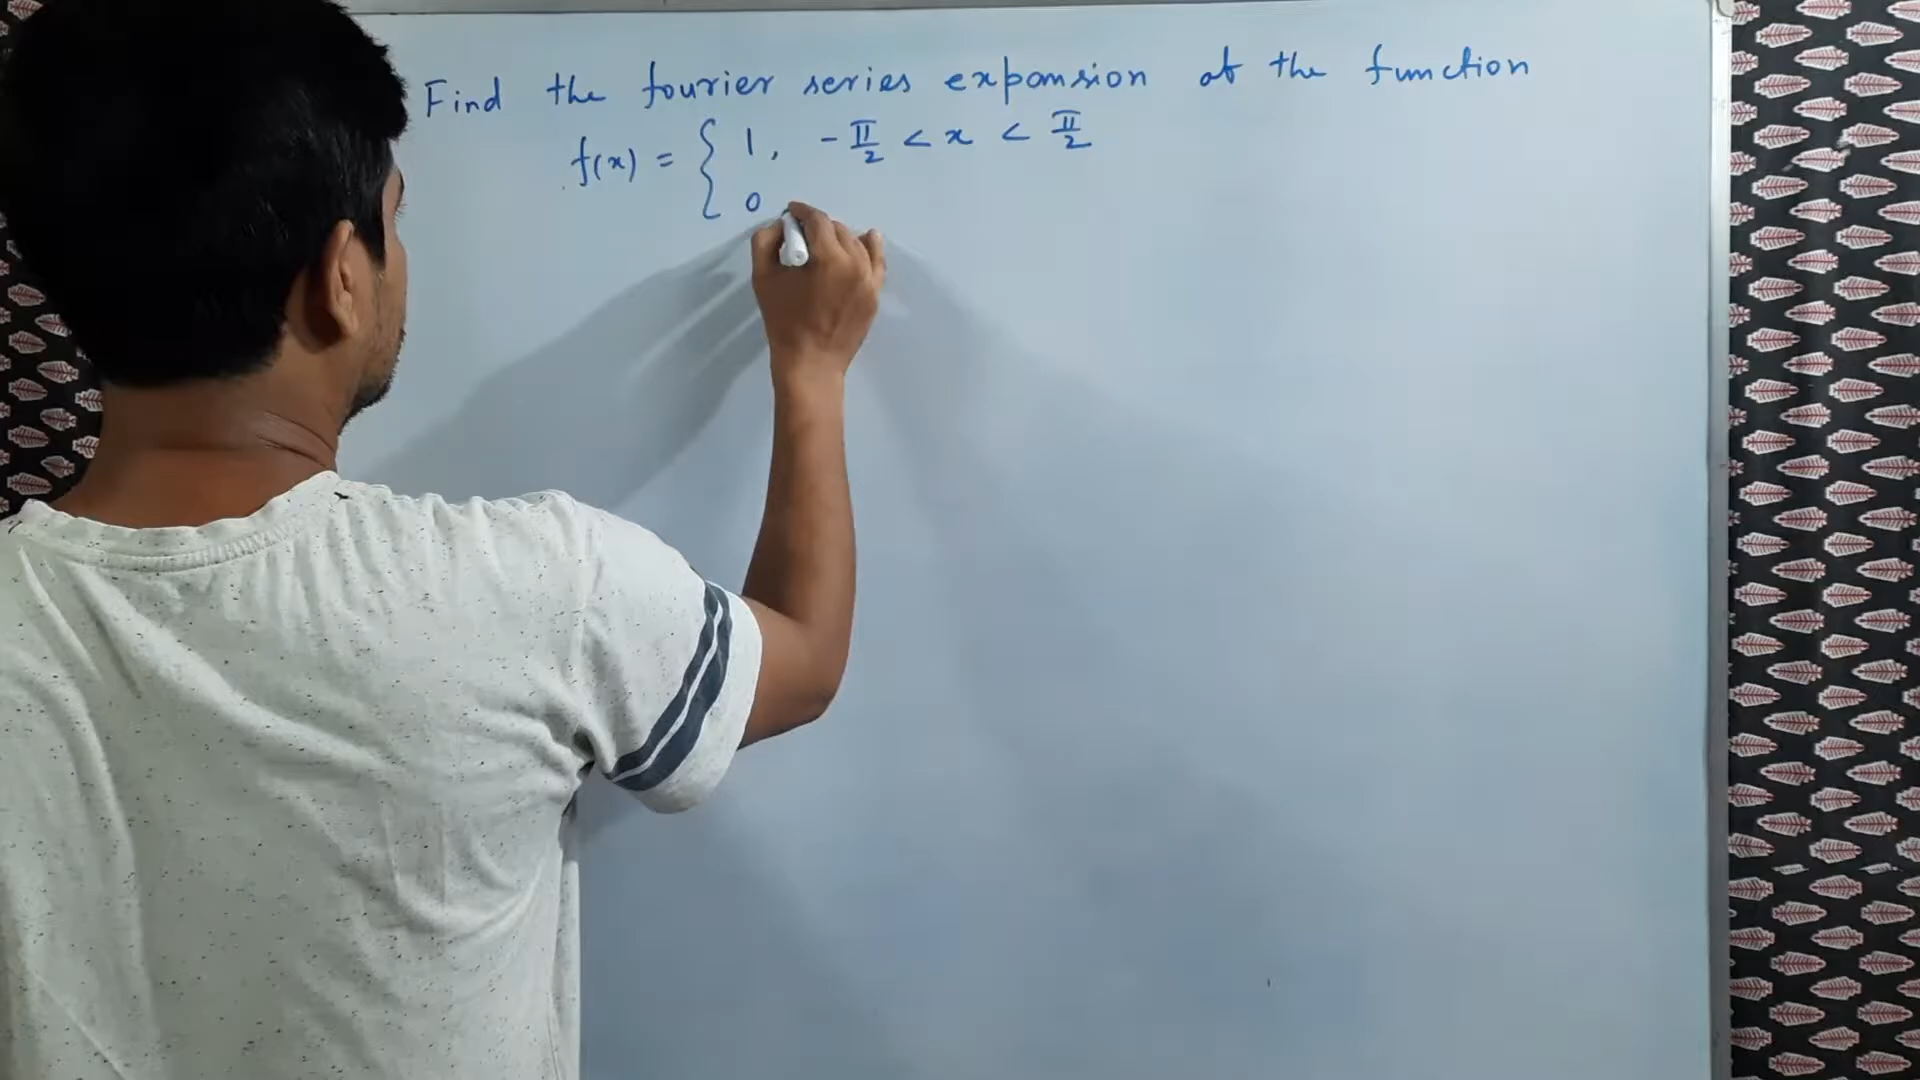 Find the fourier series expansion of the function
f(x) = { 1, -π/2 < x < π/2
0